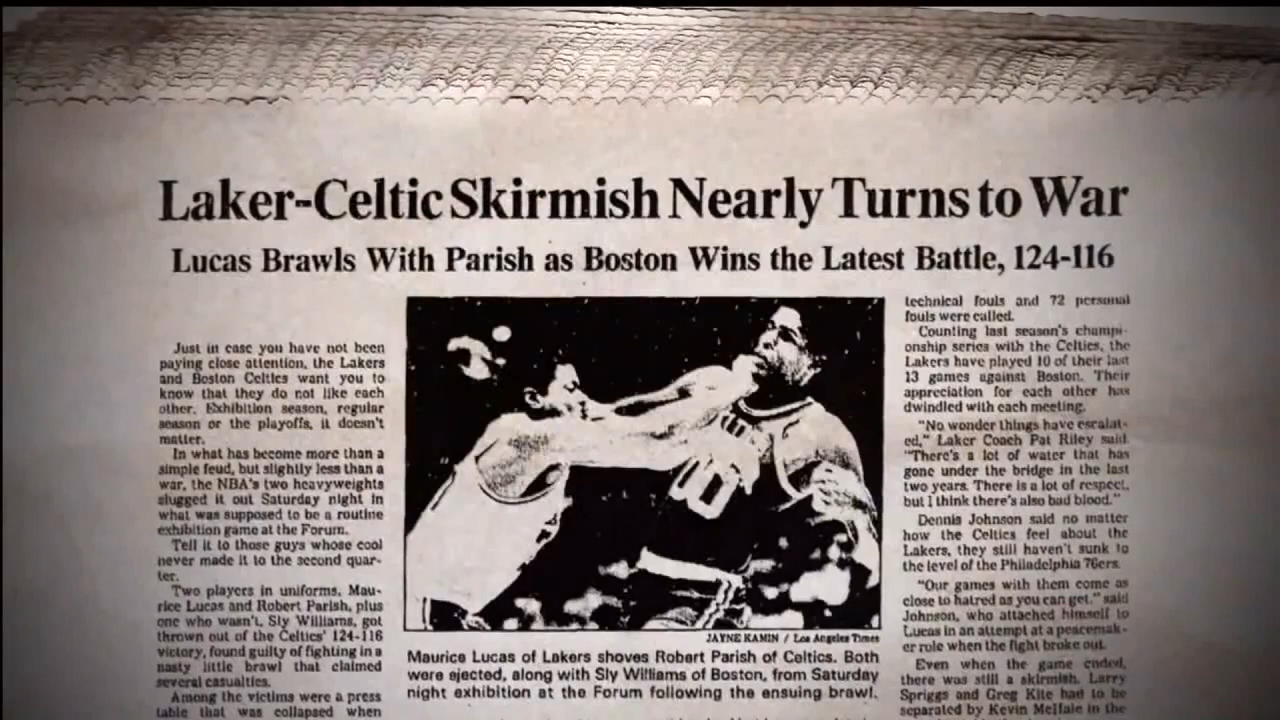 Laker-Celtic Skirmish Nearly Turns to War
Lucas Brawls With Parish as Boston Wins the Latest Battle, 124-116
Just in case you have not been
paying close attention, the Lakers
and Boston Celtics want you to
know that they do not like each
other. Exhibition season, regular
season or the playoffs, it doesn't
matter.
In what has become more than a
simple feud, but slightly less than a
war, the NBA's two heavyweights
slugged it out Saturday night in
what was supposed to be a routine
exhibition game at the Forum.
Tell it to those guys whose cool
never made it to the second quar-
ter.
Two players in uniforms, Mau-
rice Lucas and Robert Parish, plus
one who wasn't, Sly Williams, got
thrown out of the Celtics' 124-116
victory, found guilty of fighting in a
nasty little brawl that claimed
several casualties.
Among the victims were a press
table that was collapsed when
JAYNE KAMIN / Los Angeles Times
Maurice Lucas of Lakers shoves Robert Parish of Celtics. Both
were ejected, along with Sly Williams of Boston, from Saturday
night exhibition at the Forum following the ensuing brawl.
technical fouls and 72 personal
fouls were called.
Counting last season's champi-
onship series with the Celtics, the
Lakers have played 10 of their last
13 games against Boston. Their
appreciation for each other has
dwindled with each meeting.
"No wonder things have escalat-
ed," Laker Coach Pat Riley said.
"There's a lot of water that has
gone under the bridge in the last
two years. There is a lot of respect,
but I think there's also bad blood."
Dennis Johnson said no matter
how the Celtics feel about the
Lakers, they still haven't sunk to
the level of the Philadelphia 76ers.
"Our games with them come as
close to hatred as you can get," said
Johnson, who attached himself to
Lucas in an attempt at a peacemak-
er role when the fight broke out.
Even when the game ended,
there was still a skirmish. Larry
Spriggs and Greg Kite had to be
separated by Kevin McHale in the